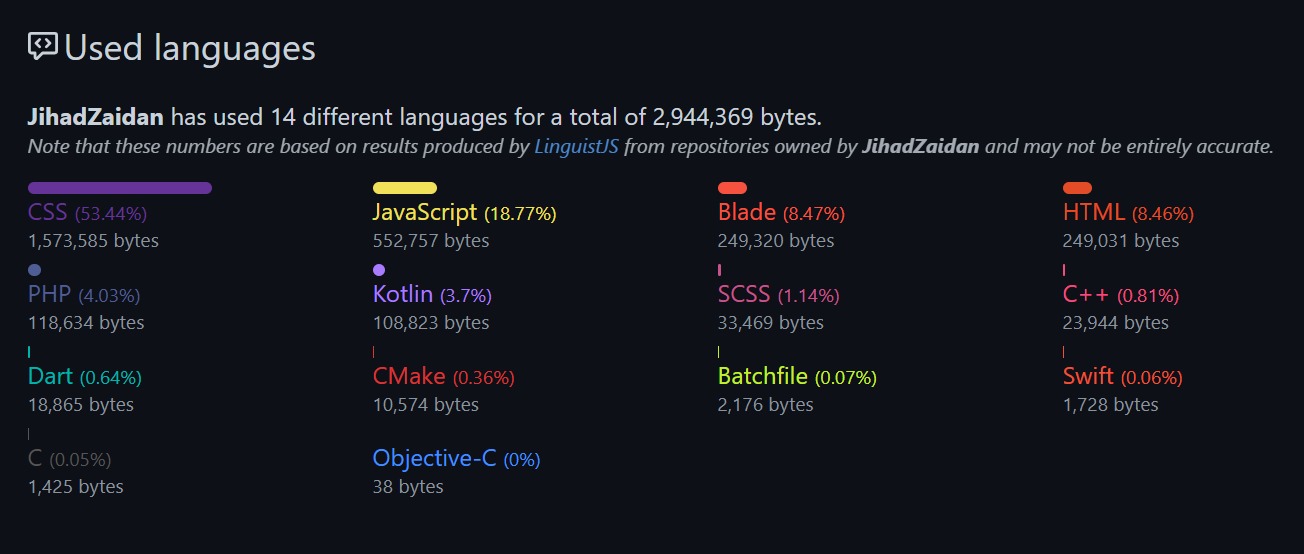 Used languages
JihadZaidan has used 14 different languages for a total of 2,944,369 bytes.
Note that these numbers are based on results produced by LinguistJS from repositories owned by JihadZaidan and may not be entirely accurate.
CSS (53.44%)
1,573,585 bytes
JavaScript (18.77%)
552,757 bytes
Blade (8.47%)
249,320 bytes
HTML (8.46%)
249,031 bytes
PHP (4.03%)
118,634 bytes
Kotlin (3.7%)
108,823 bytes
SCSS (1.14%)
33,469 bytes
C++ (0.81%)
23,944 bytes
Dart (0.64%)
18,865 bytes
CMake (0.36%)
10,574 bytes
Batchfile (0.07%)
2,176 bytes
Swift (0.06%)
1,728 bytes
C (0.05%)
1,425 bytes
Objective-C (0%)
38 bytes